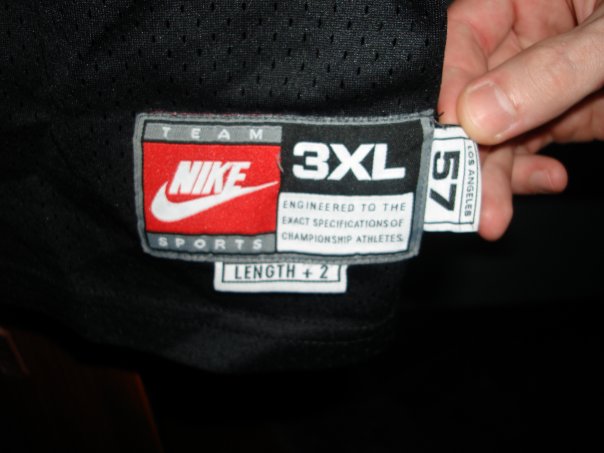 TEAM
NIKE
SPORTS
3XL
ENGINEERED TO THE
EXACT SPECIFICATIONS OF
CHAMPIONSHIP ATHLETES.
LENGTH + 2
57
LOS ANGELES